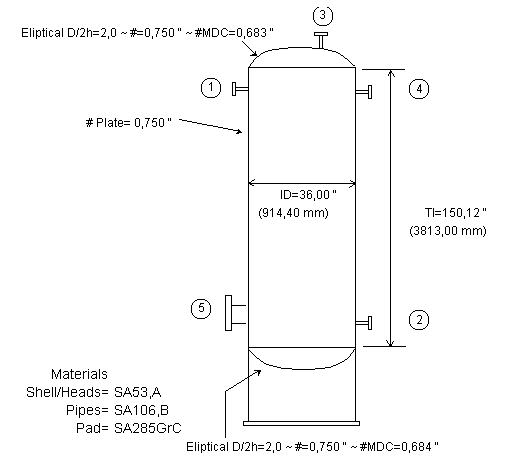 3
Eliptical D/2h=2,0 ~ #=0,750" ~ #MDC=0,683"
1
4
# Plate= 0,750"
ID=36,00"
(914,40 mm)
Tl=150,12"
(3813,00 mm)
5
2
Materials
Shell/Heads= SA53,A
Pipes= SA106,B
Pad= SA285GrC
Eliptical D/2h=2,0 ~ #=0,750" ~ #MDC=0,684"